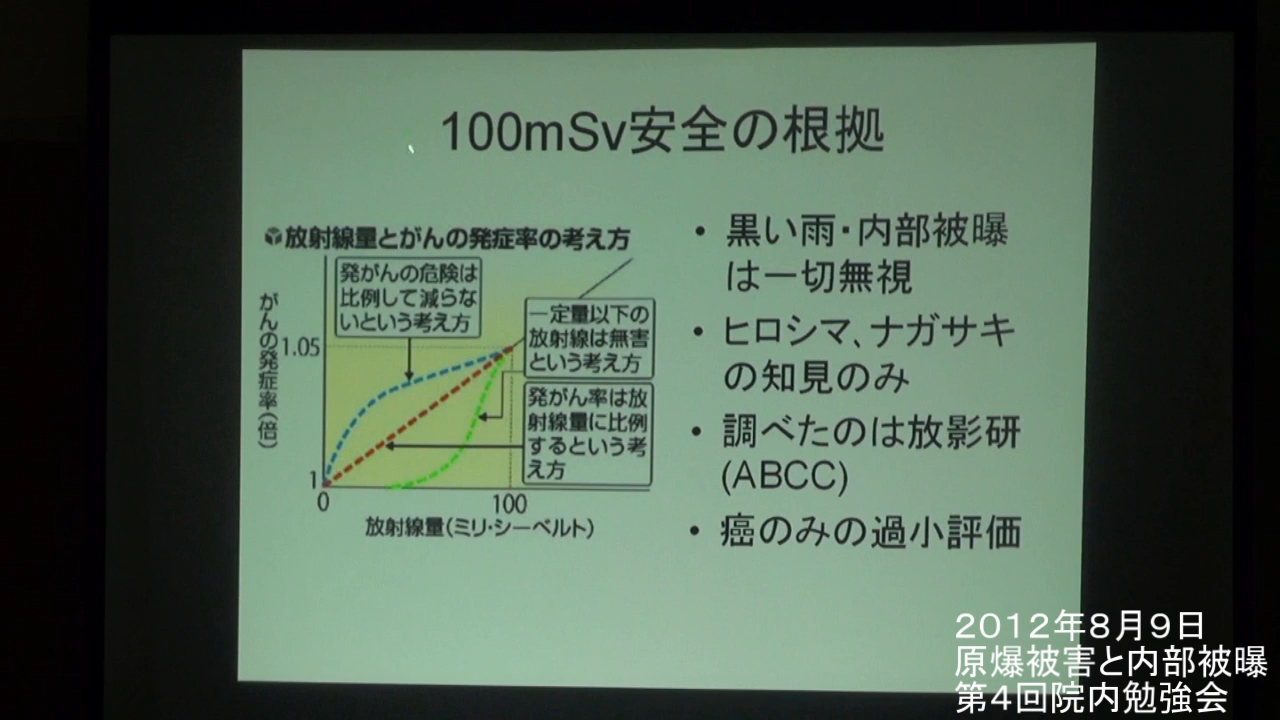 100mSv安全の根拠
放射線量とがんの発症率の考え方
発がんの危険は
比例して減らな
いという考え方
一定量以下の
放射線は無害
という考え方
発がん率は放
射線量に比例
するという考
え方
がんの発症率(倍)
1.05
1
0
100
放射線量(ミリ・シーベルト)
・黒い雨・内部被曝
は一切無視
・ヒロシマ、ナガサキ
の知見のみ
・調べたのは放影研
(ABCC)
・癌のみの過小評価
2012年8月9日
原爆被害と内部被曝
第4回院内勉強会